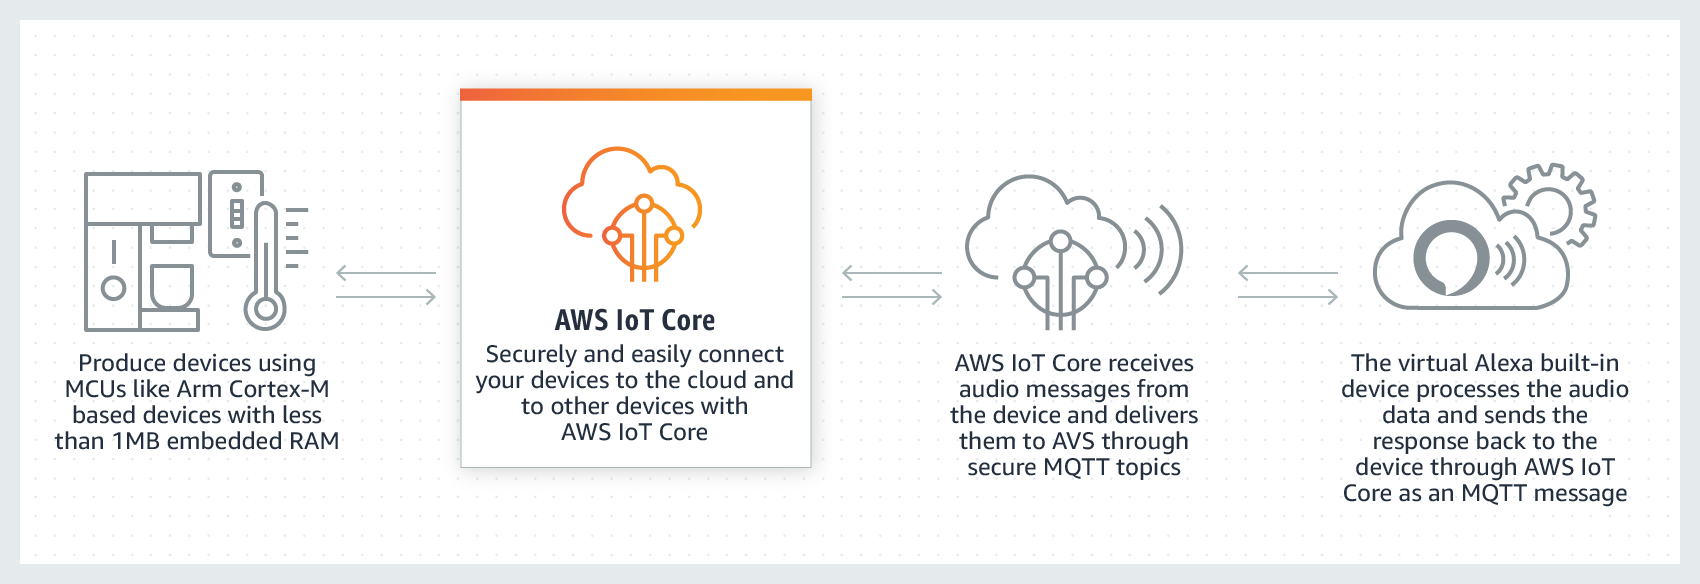 Produce devices using
MCUs like Arm Cortex-M
based devices with less
than 1MB embedded RAM
AWS IoT Core
Securely and easily connect
your devices to the cloud and
to other devices with
AWS IoT Core
AWS IoT Core receives
audio messages from
the device and delivers
them to AVS through
secure MQTT topics
The virtual Alexa built-in
device processes the audio
data and sends the
response back to the
device through AWS IoT
Core as an MQTT message